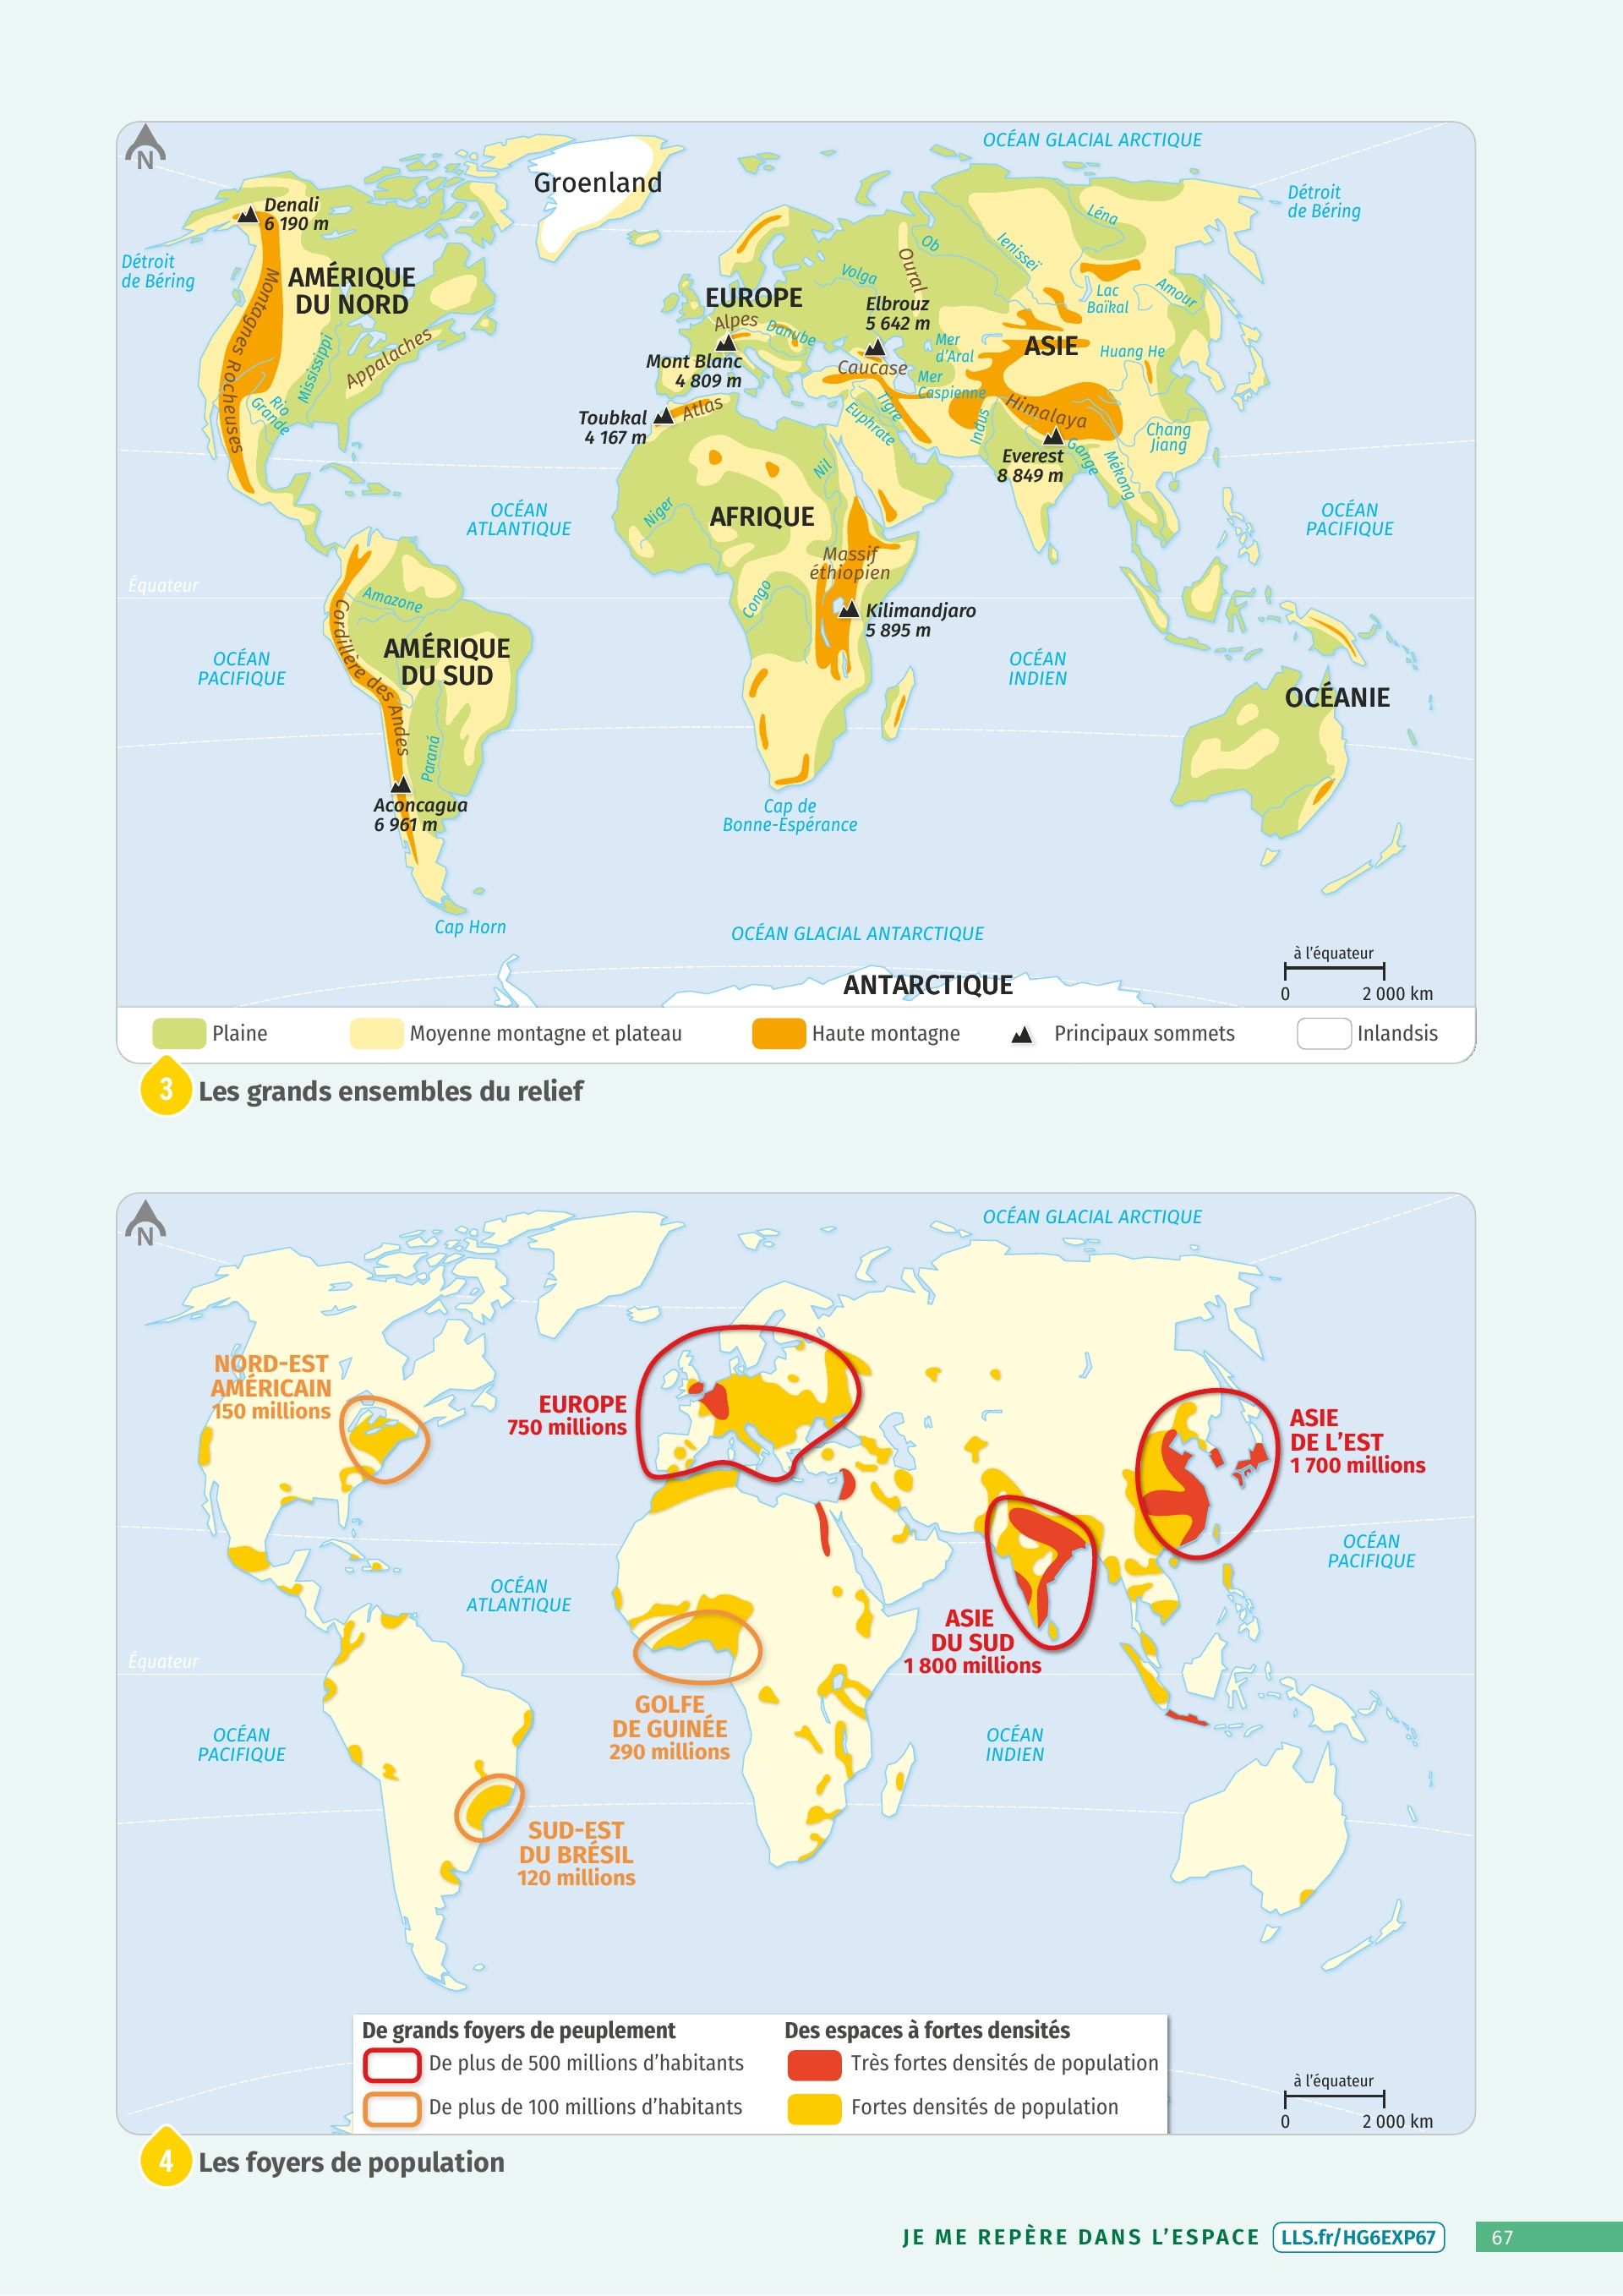 N
OCÉAN GLACIAL ARCTIQUE
Groenland
Détroit
de Béring
Denali
6 190 m
Léna
Ob
Ienisseï
Détroit
de Béring
AMÉRIQUE
DU NORD
Montagnes Rocheuses
Oural
Volga
EUROPE
Lac
Baïkal
Amour
Elbrouz
5 642 m
Alpes
Danube
Mississippi
Appalaches
Mer
d'Aral
ASIE
Huang He
Mont Blanc
4 809 m
Caucase
Mer
Caspienne
Rio
Grande
Toubkal
4 167 m
Atlas
Tigre
Euphrate
Indus
Himalaya
Chang
Jiang
Everest
8 849 m
Gange
Mékong
Nil
Niger
OCÉAN
ATLANTIQUE
AFRIQUE
OCÉAN
PACIFIQUE
Massif
éthiopien
Équateur
Amazone
Congo
Kilimandjaro
5 895 m
Cordillère des Andes
AMÉRIQUE
DU SUD
OCÉAN
PACIFIQUE
OCÉAN
INDIEN
OCÉANIE
Paraná
Aconcagua
6 961 m
Cap de
Bonne-Espérance
Cap Horn
OCÉAN GLACIAL ANTARCTIQUE
ANTARCTIQUE
à l'équateur
0 2 000 km
Plaine
Moyenne montagne et plateau
Haute montagne
Principaux sommets
Inlandsis
3 Les grands ensembles du relief
N
OCÉAN GLACIAL ARCTIQUE
NORD-EST
AMÉRICAIN
150 millions
EUROPE
750 millions
ASIE
DE L'EST
1 700 millions
OCÉAN
PACIFIQUE
OCÉAN
ATLANTIQUE
ASIE
DU SUD
1 800 millions
Équateur
GOLFE
DE GUINÉE
290 millions
OCÉAN
PACIFIQUE
OCÉAN
INDIEN
SUD-EST
DU BRÉSIL
120 millions
De grands foyers de peuplement
De plus de 500 millions d'habitants
De plus de 100 millions d'habitants
Des espaces à fortes densités
Très fortes densités de population
Fortes densités de population
à l'équateur
0 2 000 km
4 Les foyers de population
JE ME REPÈRE DANS L'ESPACE LLS.fr/HG6EXP67 67